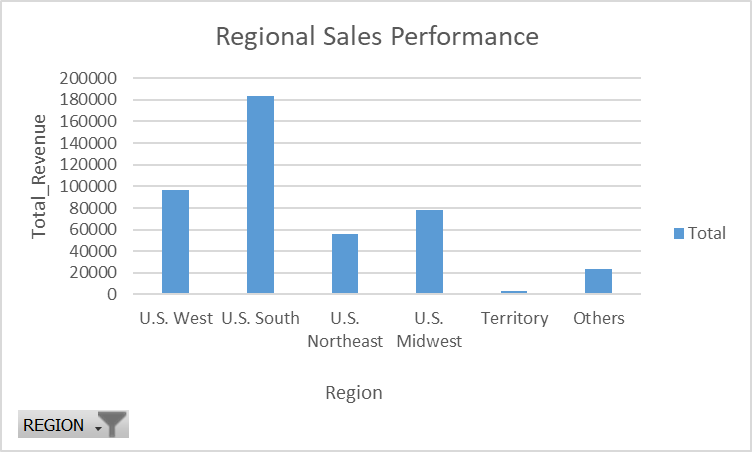 Regional Sales Performance
Total_Revenue
200000
180000
160000
140000
120000
100000
80000
60000
40000
20000
0
U.S. West U.S. South U.S. U.S. Territory Others
Northeast Midwest
Region
Total
REGION